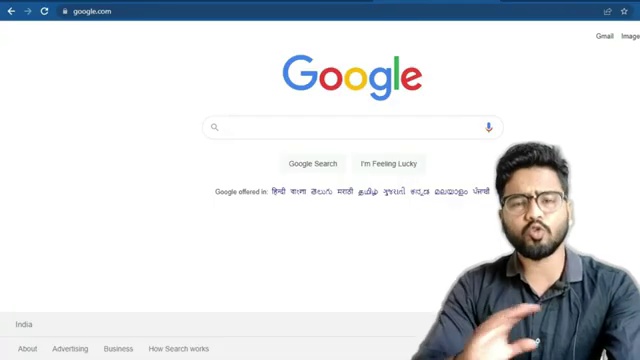 google.com
Gmail Image
Google
Google Search I'm Feeling Lucky
Google offered in: हिन्दी বাংলা తెలుగు मराठी தமிழ் ગુજરાતી ಕನ್ನಡ മലയാളം ਪੰਜਾਬੀ
India
About Advertising Business How Search works